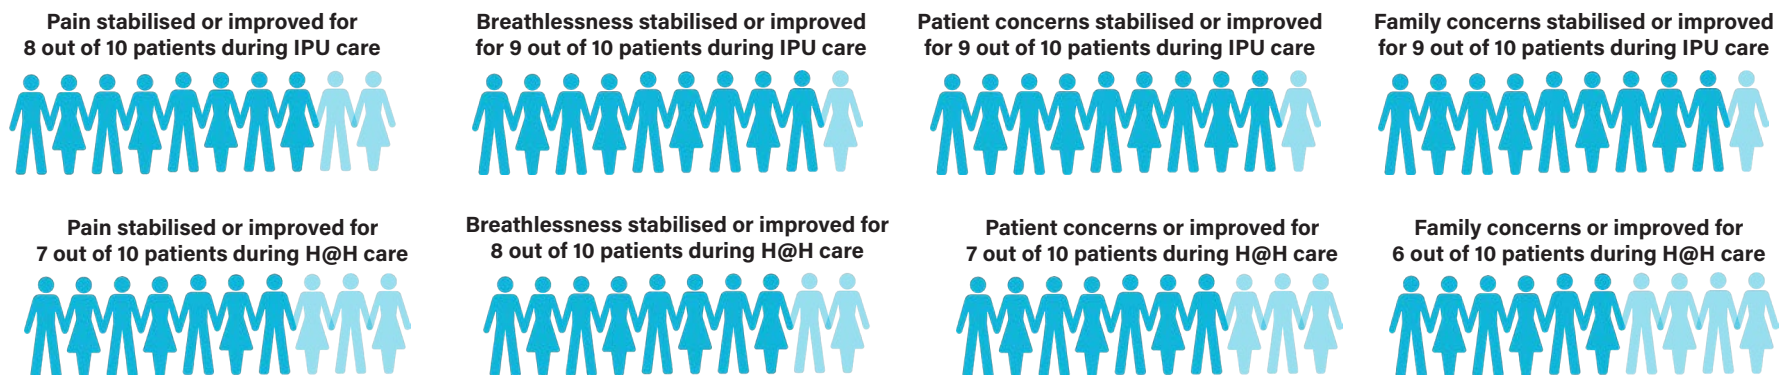 Pain stabilised or improved for
8 out of 10 patients during IPU care
Breathlessness stabilised or improved
for 9 out of 10 patients during IPU care
Patient concerns stabilised or improved
for 9 out of 10 patients during IPU care
Family concerns stabilised or improved
for 9 out of 10 patients during IPU care
Pain stabilised or improved for
7 out of 10 patients during H@H care
Breathlessness stabilised or improved for
8 out of 10 patients during H@H care
Patient concerns or improved for
7 out of 10 patients during H@H care
Family concerns or improved for
6 out of 10 patients during H@H care